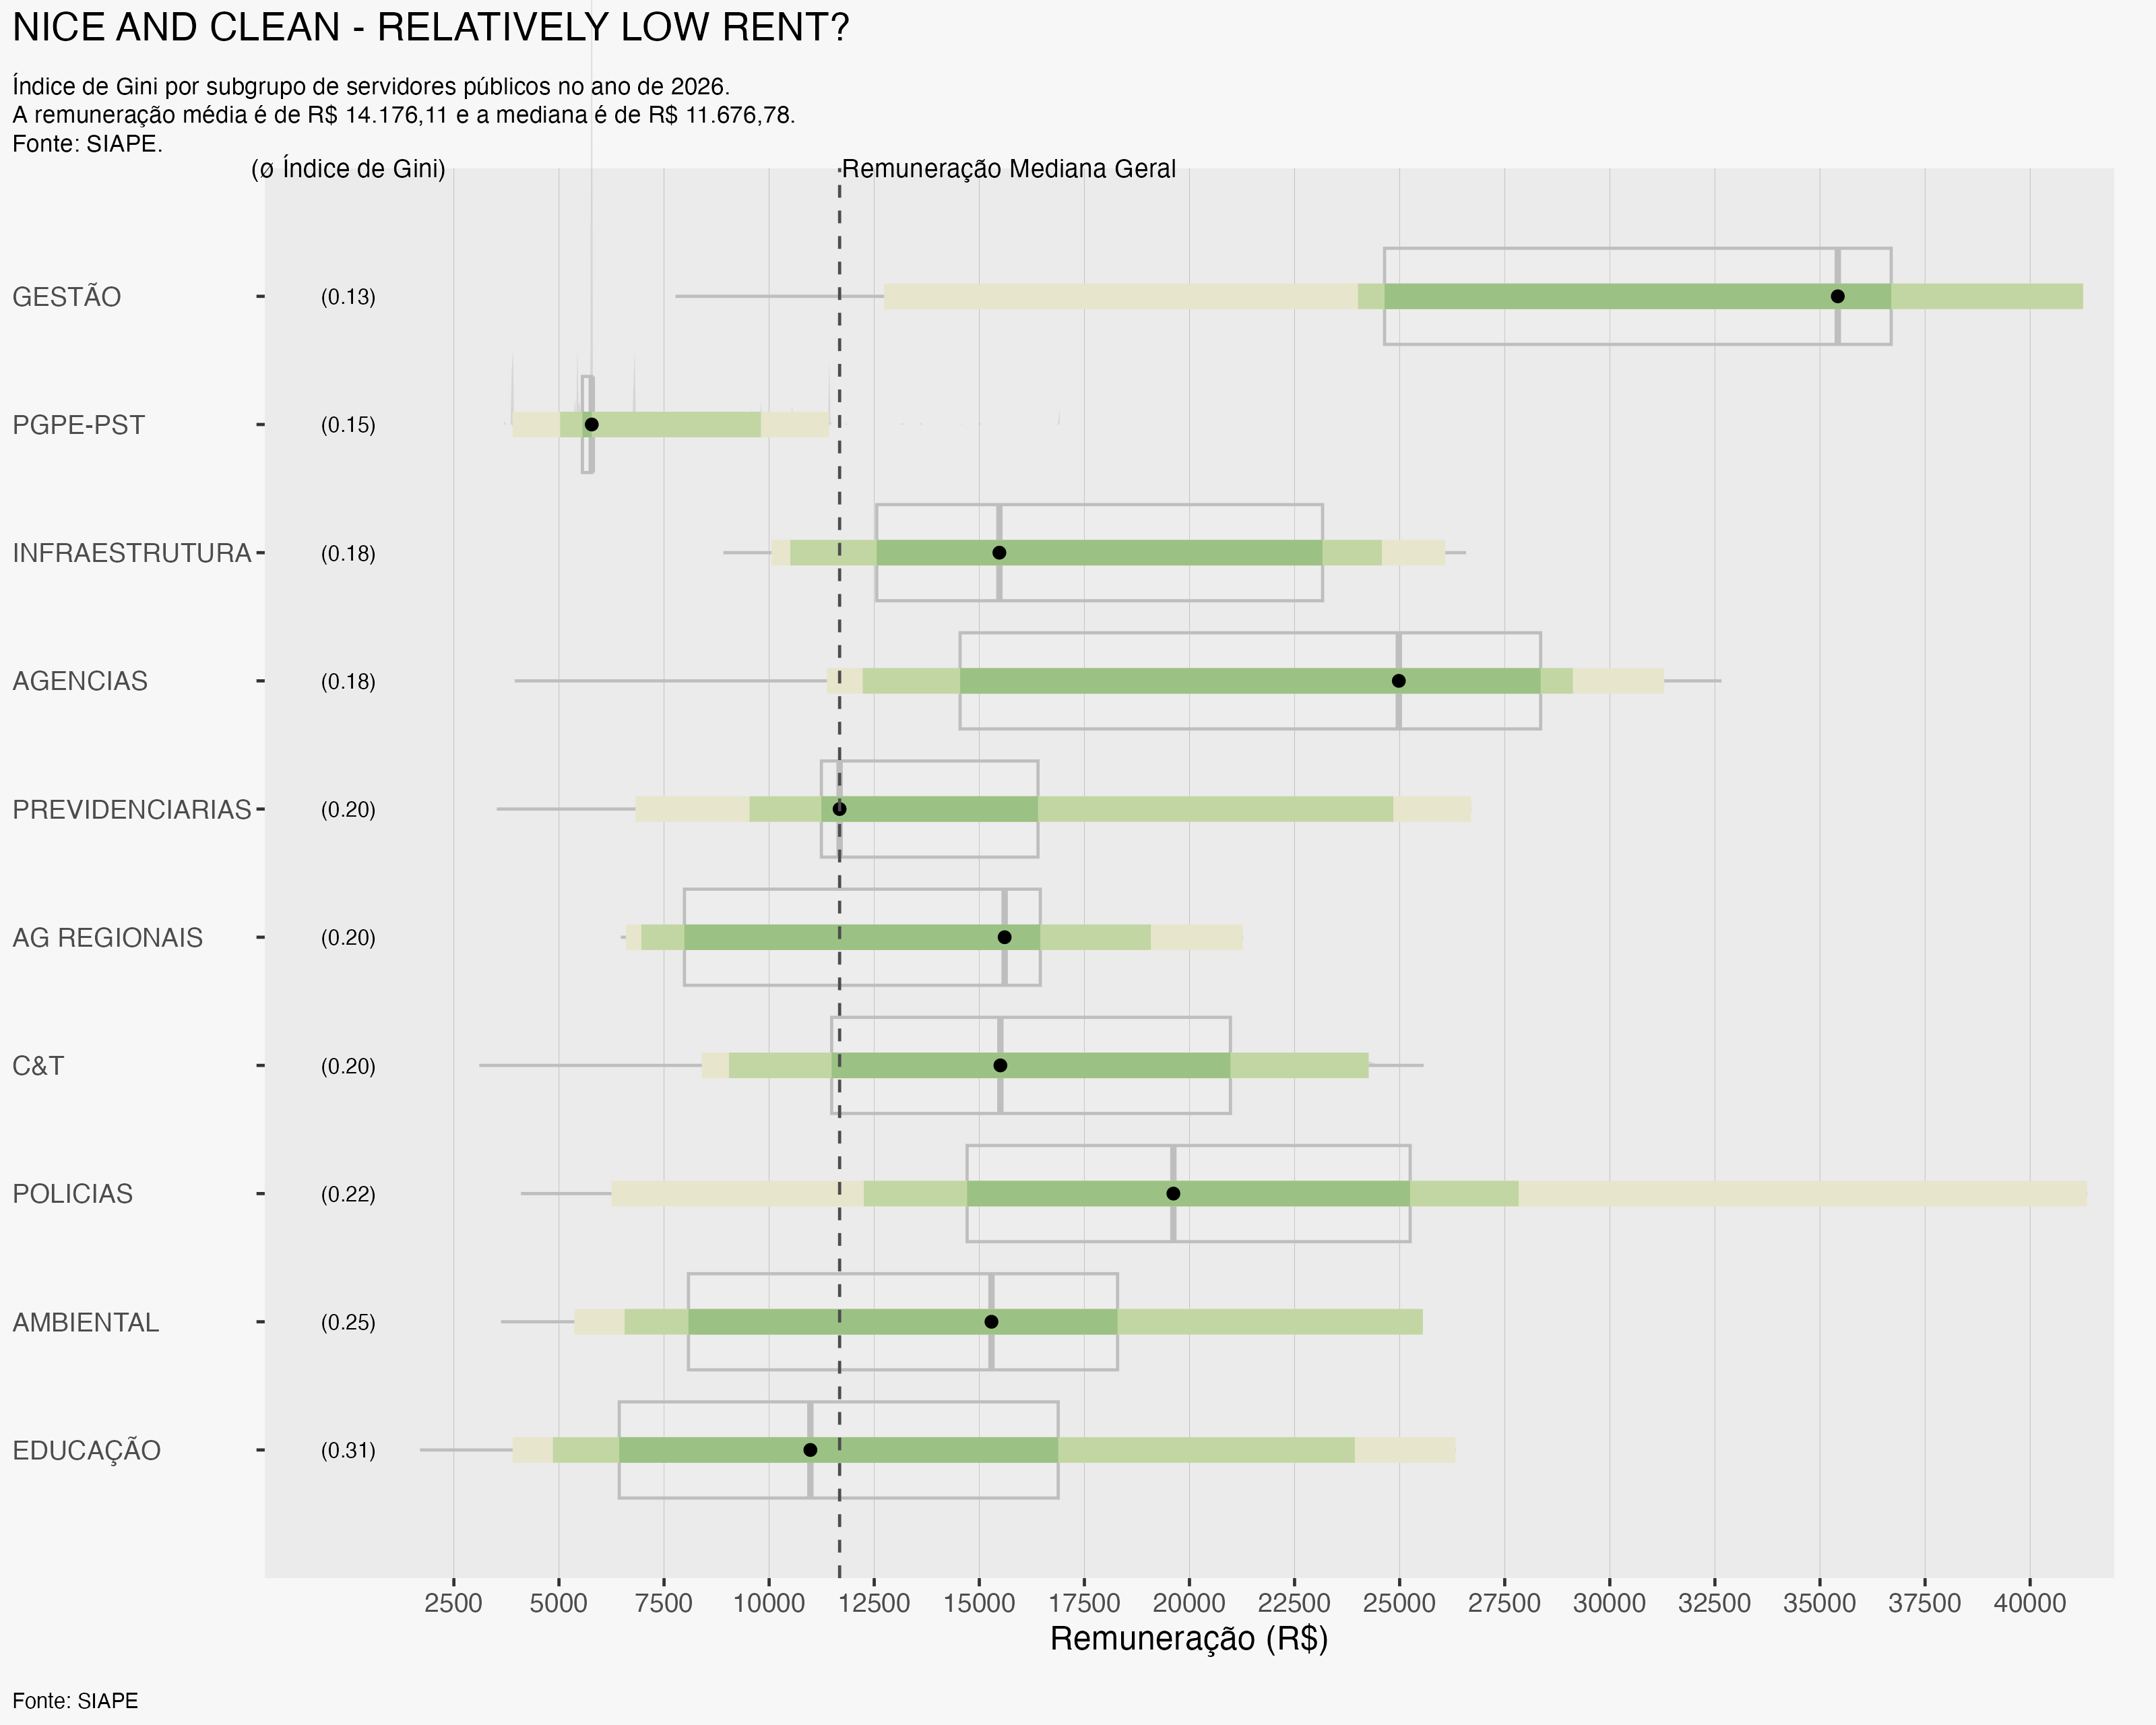 NICE AND CLEAN - RELATIVELY LOW RENT?
Índice de Gini por subgrupo de servidores públicos no ano de 2026.
A remuneração média é de R$ 14.176,11 e a mediana é de R$ 11.676,78.
Fonte: SIAPE.
(ø Índice de Gini) Remuneração Mediana Geral
GESTÃO (0.13)
PGPE-PST (0.15)
INFRAESTRUTURA (0.18)
AGENCIAS (0.18)
PREVIDENCIARIAS (0.20)
AG REGIONAIS (0.20)
C&T (0.20)
POLICIAS (0.22)
AMBIENTAL (0.25)
EDUCAÇÃO (0.31)
2500 5000 7500 10000 12500 15000 17500 20000 22500 25000 27500 30000 32500 35000 37500 40000
Remuneração (R$)
Fonte: SIAPE